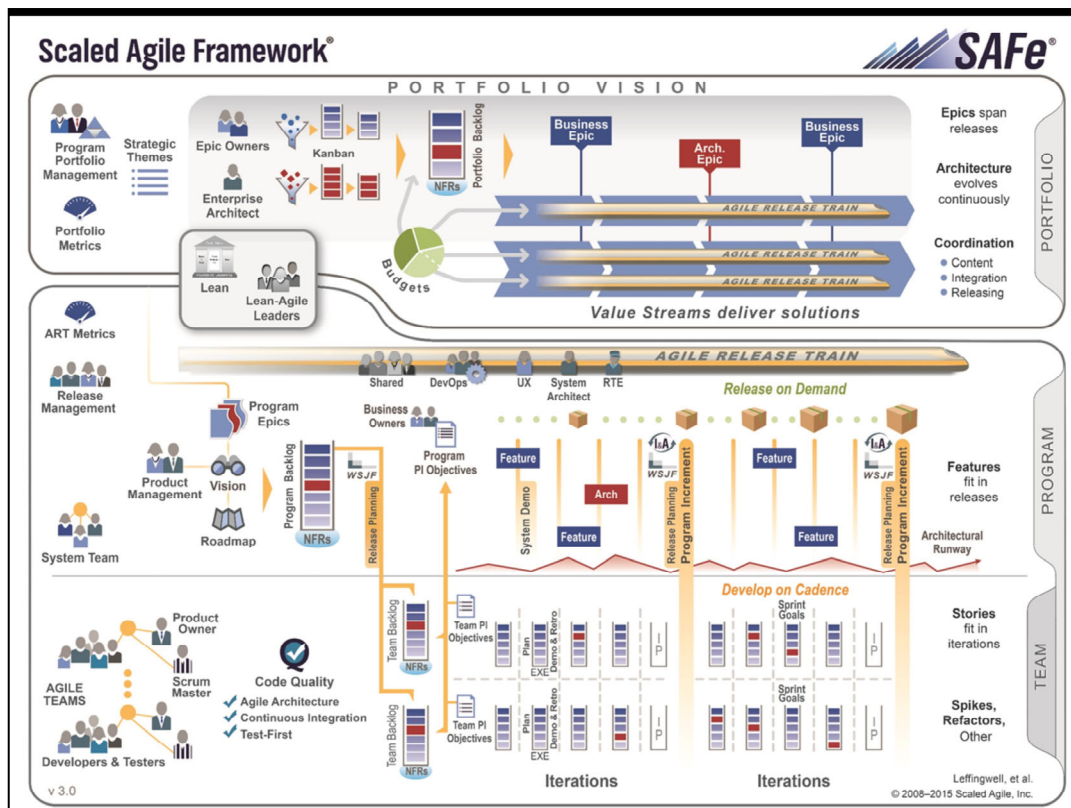 Scaled Agile Framework®
SAFe®
PORTFOLIO VISION
Program
Portfolio
Management
Strategic
Themes
Portfolio
Metrics
Epic Owners
Kanban
Enterprise
Architect
Portfolio Backlog
NFRs
Business
Epic
Arch.
Epic
Business
Epic
AGILE RELEASE TRAIN
AGILE RELEASE TRAIN
AGILE RELEASE TRAIN
Epics span
releases
Architecture
evolves
continuously
Coordination
Content
Integration
Releasing
PORTFOLIO
Lean
Lean-Agile
Leaders
Budgets
Value Streams deliver solutions
ART Metrics
Release
Management
AGILE RELEASE TRAIN
Shared
DevOps
UX
System
Architect
RTE
Release on Demand
Program
Epics
Business
Owners
Program
PI Objectives
Product
Management
Vision
Roadmap
System Team
Program Backlog
NFRs
WSJF
Release Planning
Feature
System Demo
Feature
Arch
I&A
WSJF
Release Planning
Program Increment
Feature
Feature
I&A
WSJF
Release Planning
Program Increment
Features
fit in
releases
Architectural
Runway
PROGRAM
Develop on Cadence
AGILE
TEAMS
Product
Owner
Scrum
Master
Developers & Testers
Code Quality
Agile Architecture
Continuous Integration
Test-First
Team Backlog
NFRs
Team PI
Objectives
Plan
EXE
Demo & Retro
I
P
Sprint
Goals
I
P
Stories
fit in
iterations
Team Backlog
NFRs
Team PI
Objectives
Plan
EXE
Demo & Retro
I
P
Sprint
Goals
I
P
Spikes,
Refactors,
Other
TEAM
Iterations
Iterations
v 3.0
Leffingwell, et al.
© 2008–2015 Scaled Agile, Inc.